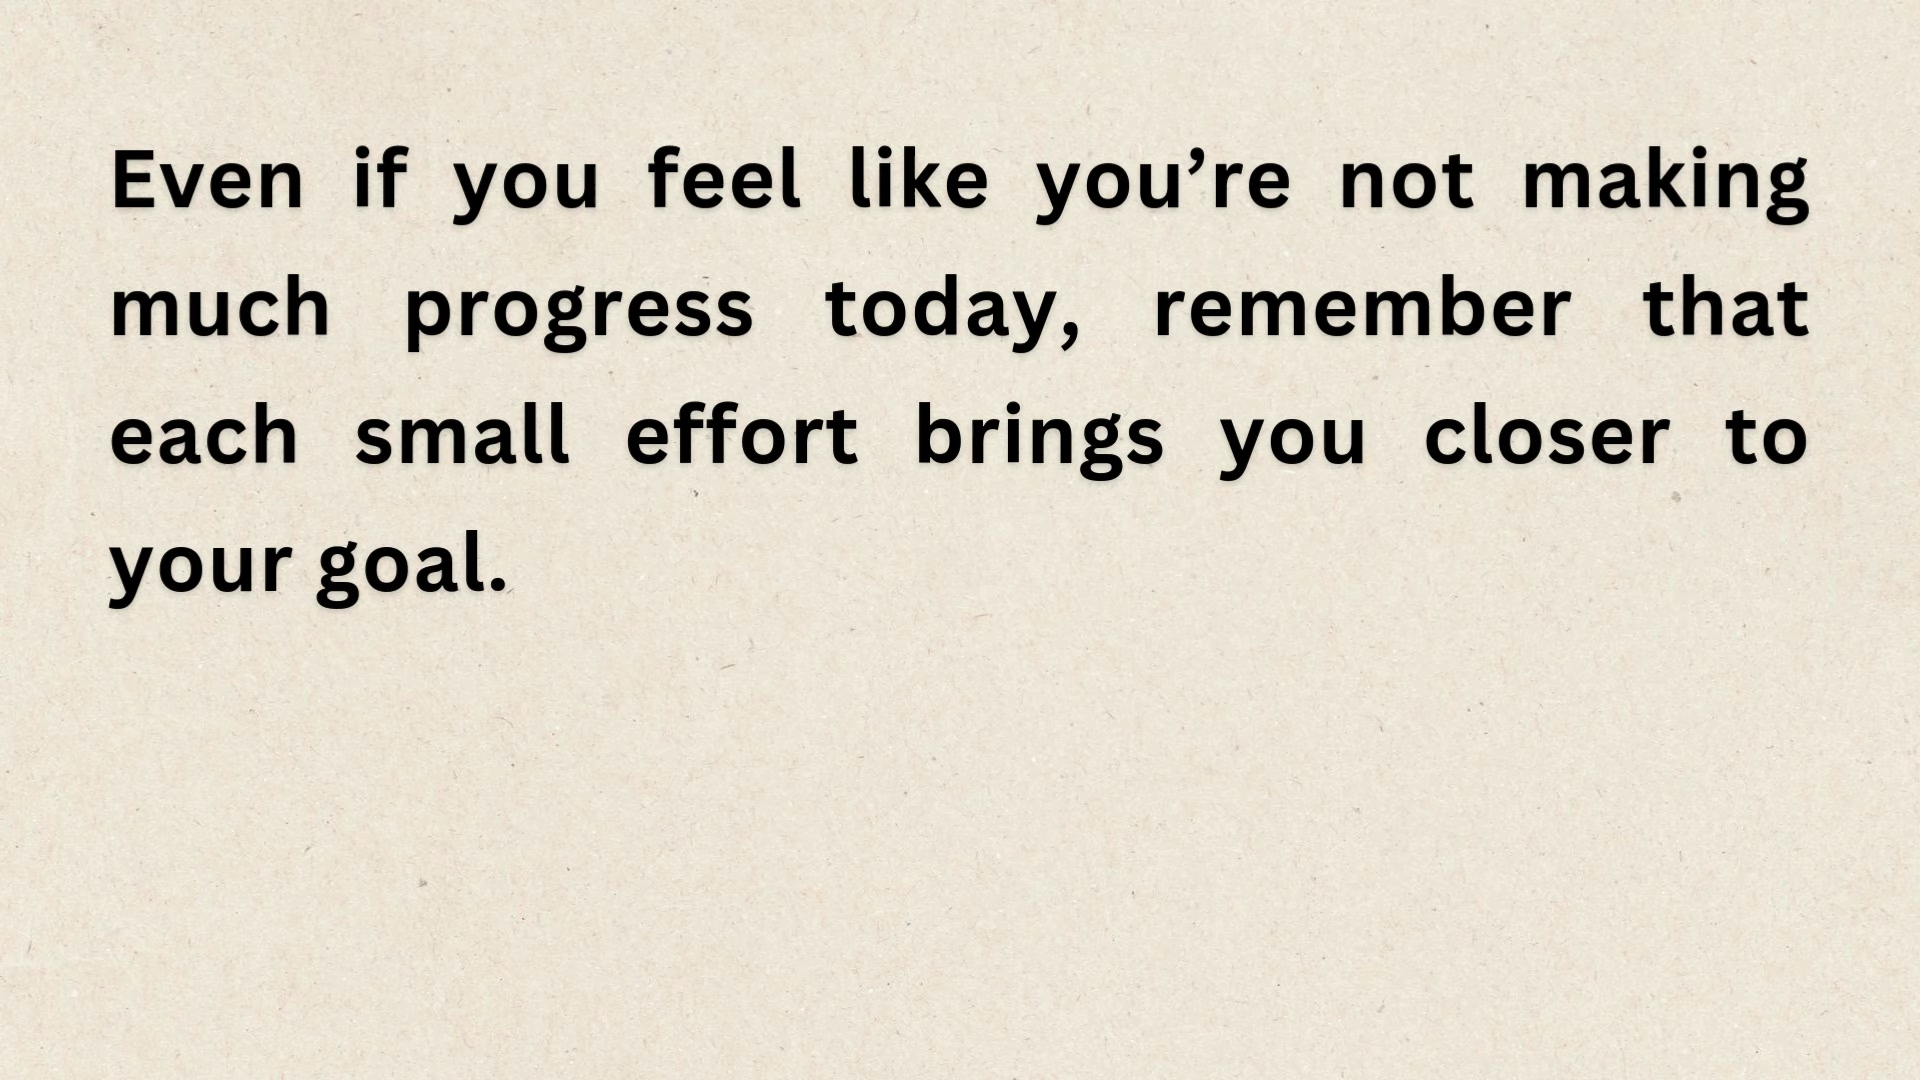 Even if you feel like you’re not making
much progress today, remember that
each small effort brings you closer to
your goal.